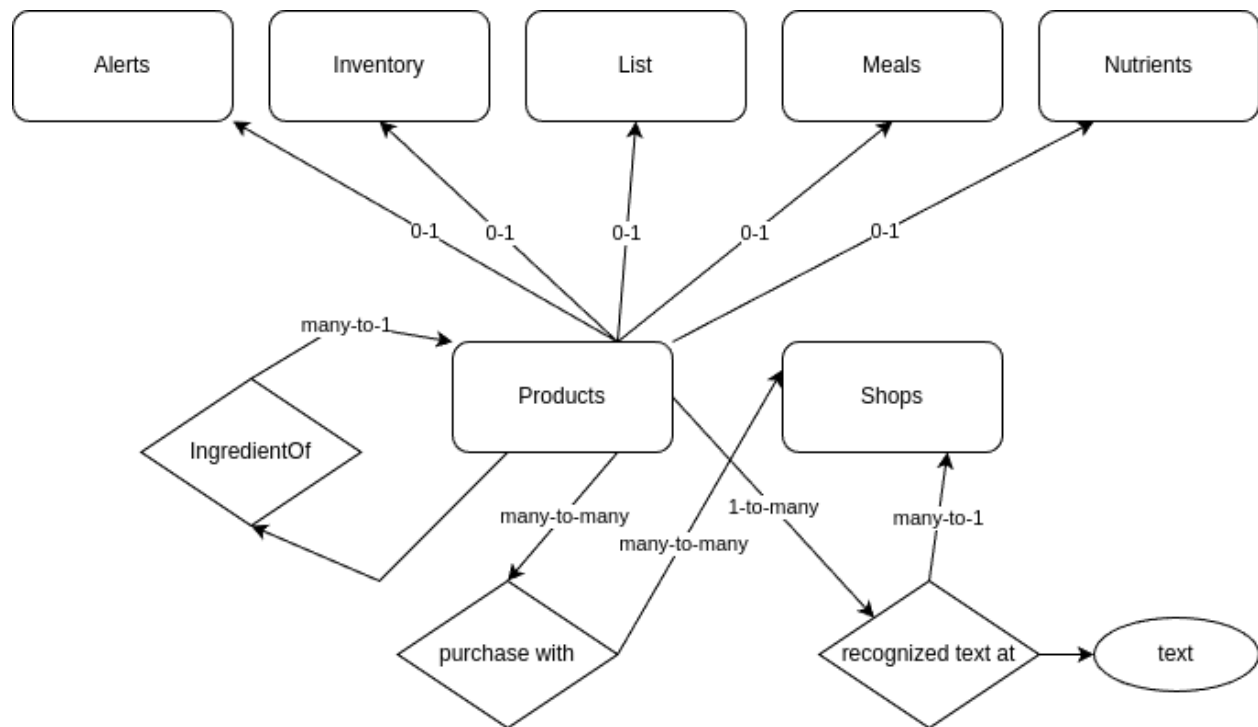 Alerts
Inventory
List
Meals
Nutrients
0-1
0-1
0-1
0-1
0-1
many-to-1
Products
Shops
IngredientOf
many-to-many
1-to-many
many-to-1
many-to-many
purchase with
recognized text at
text